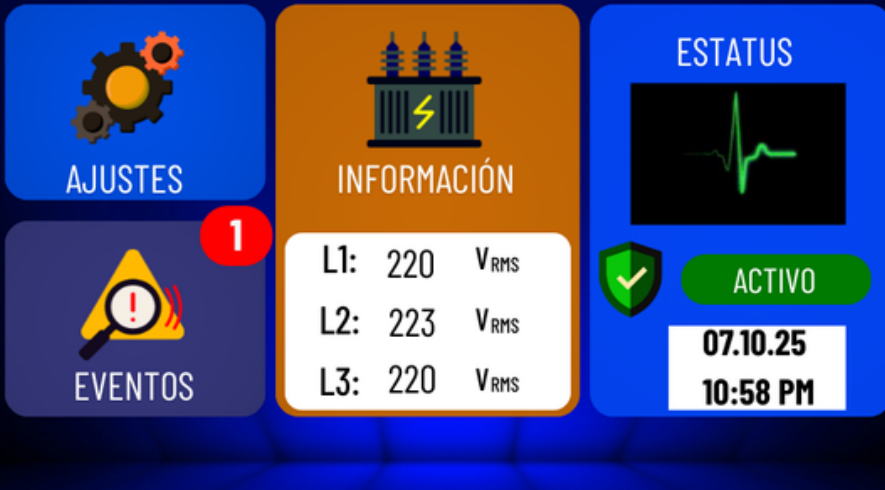 AJUSTES
1
EVENTOS
INFORMACIÓN
L1: 220 VRMS
L2: 223 VRMS
L3: 220 VRMS
ESTATUS
ACTIVO
07.10.25
10:58 PM